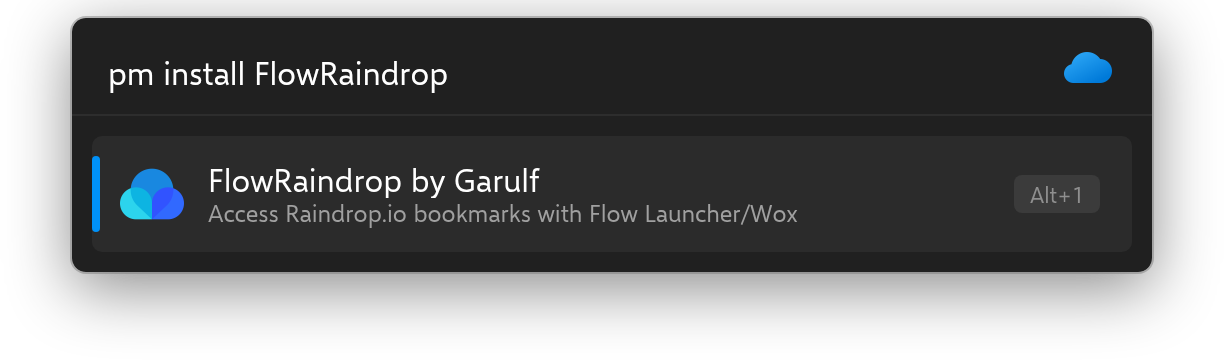 pm install FlowRaindrop
FlowRaindrop by Garulf
Access Raindrop.io bookmarks with Flow Launcher/Wox
Alt+1